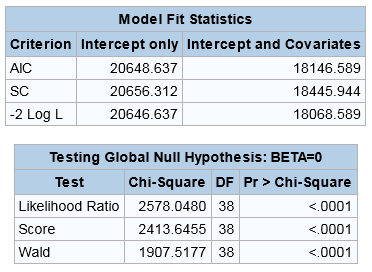 Model Fit Statistics
Criterion Intercept only Intercept and Covariates
AIC 20648.637 18146.589
SC 20656.312 18445.944
-2 Log L 20646.637 18068.589
Testing Global Null Hypothesis: BETA=0
Test Chi-Square DF Pr > Chi-Square
Likelihood Ratio 2578.0480 38 <.0001
Score 2413.6455 38 <.0001
Wald 1907.5177 38 <.0001